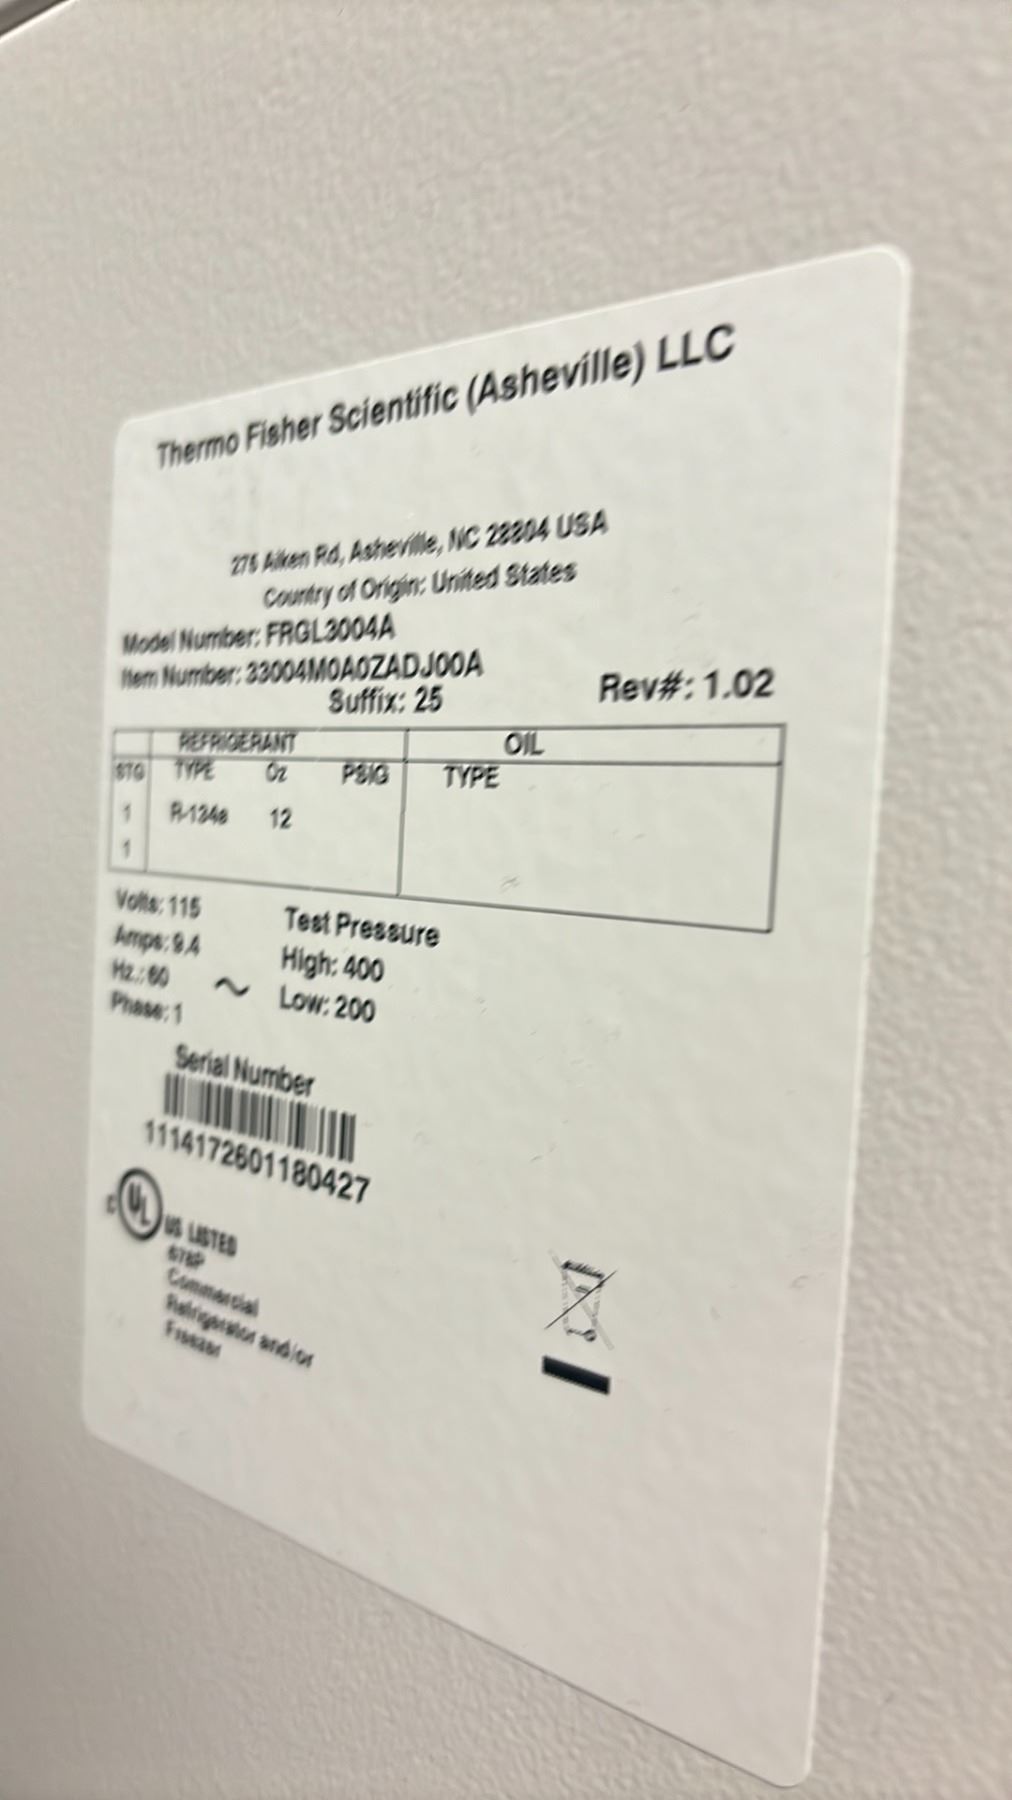 Thermo Fisher Scientific (Asheville) LLC
275 Aiken Rd, Asheville, NC 28804 USA
Country of Origin: United States
Model Number: FRGL3004A
Item Number: 33004M0A0ZADJ00A
Suffix: 25
Rev#: 1.02
REFRIGERANT OIL
STG TYPE Oz PSIG TYPE
1 R-134a 12
1
Volts: 115
Amps: 9.4
Hz.: 60
Phase: 1
~
Test Pressure
High: 400
Low: 200
Serial Number
1114172601180427
C UL US LISTED
678P
Commercial
Refrigerator and/or
Freezer